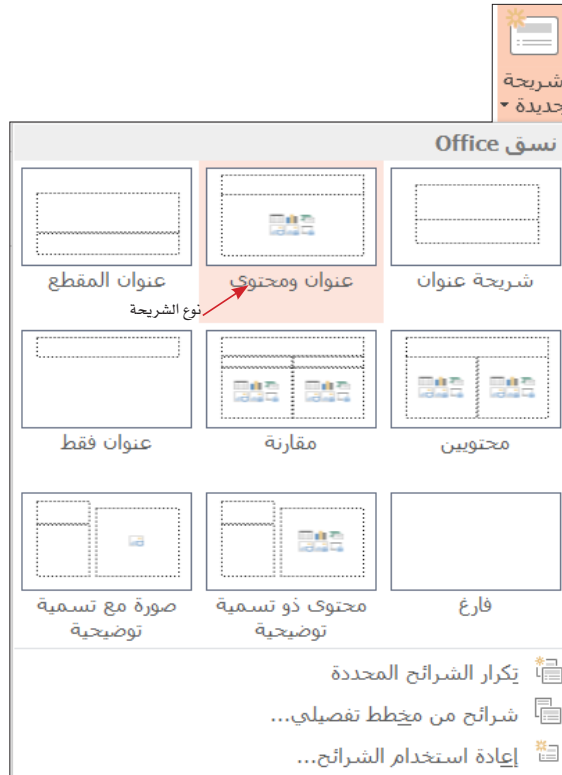 شريحة
جديدة
نسق Office
شريحة عنوان
عنوان ومحتوى
عنوان المقطع
نوع الشريحة
محتويين
مقارنة
عنوان فقط
فارغ
محتوى ذو تسمية
توضيحية
صورة مع تسمية
توضيحية
تكرار الشرائح المحددة
شرائح من مخطط تفصيلي...
إعادة استخدام الشرائح...